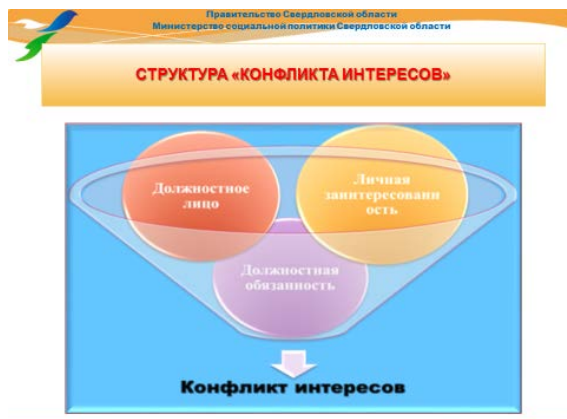 Правительство Свердловской области
Министерство социальной политики Свердловской области
СТРУКТУРА «КОНФЛИКТА ИНТЕРЕСОВ»
Должностное
лицо
Личная
заинтересованн
ость
Должностная
обязанность
Конфликт интересов